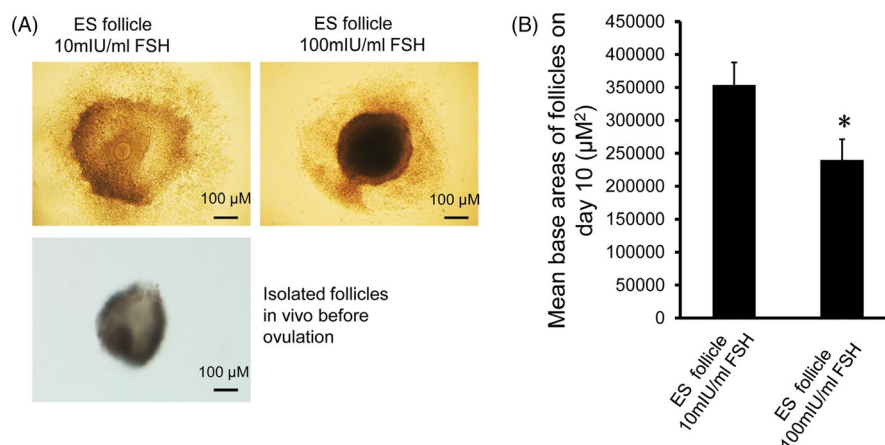 (A)
ES follicle
10mIU/ml FSH
ES follicle
100mIU/ml FSH
100 µM
100 µM
Isolated follicles
in vivo before
ovulation
100 µM
(B)
Mean base areas of follicles on
day 10 (µM²)
450000
400000
350000
300000
250000
200000
150000
100000
50000
0
*
ES follicle
10mIU/ml FSH
ES follicle
100mIU/ml FSH